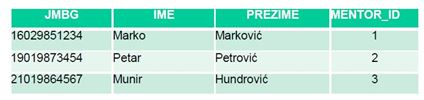 JMBG IME PREZIME MENTOR_ID
16029851234 Marko Marković 1
19019873454 Petar Petrović 2
21019864567 Munir Hundrović 3